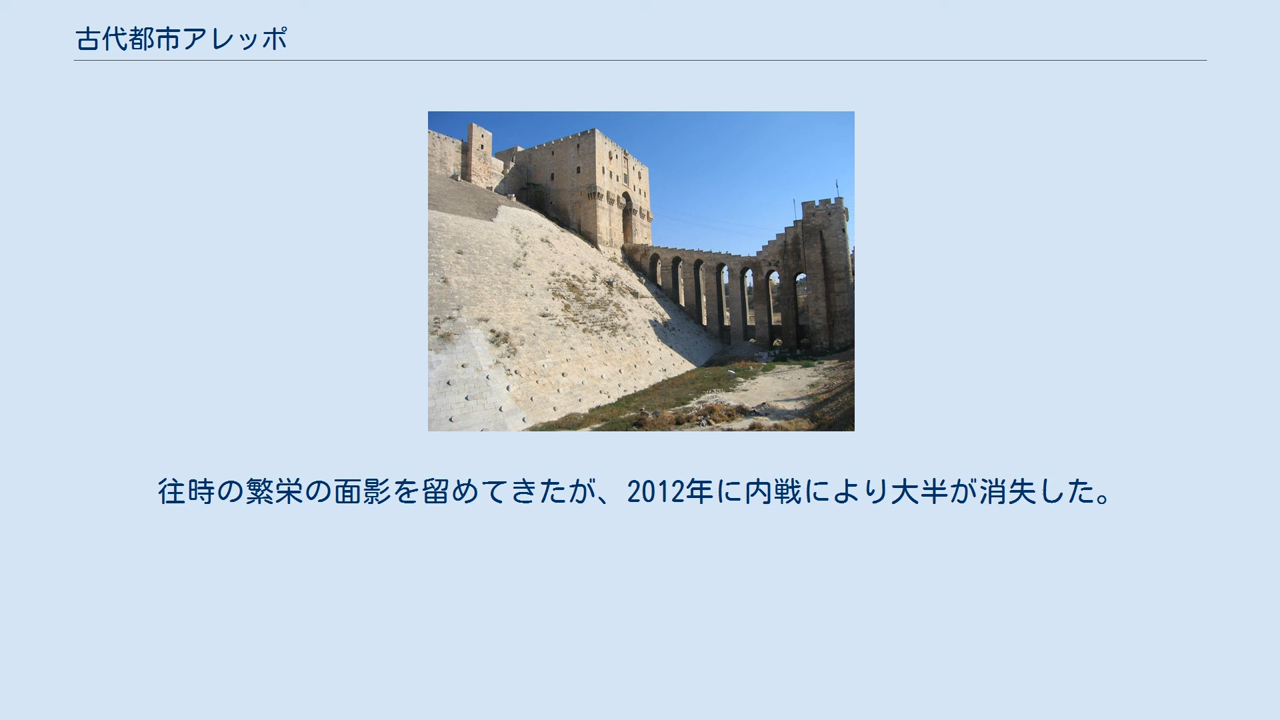 古代都市アレッポ
往時の繁栄の面影を留めてきたが、2012年に内戦により大半が消失した。